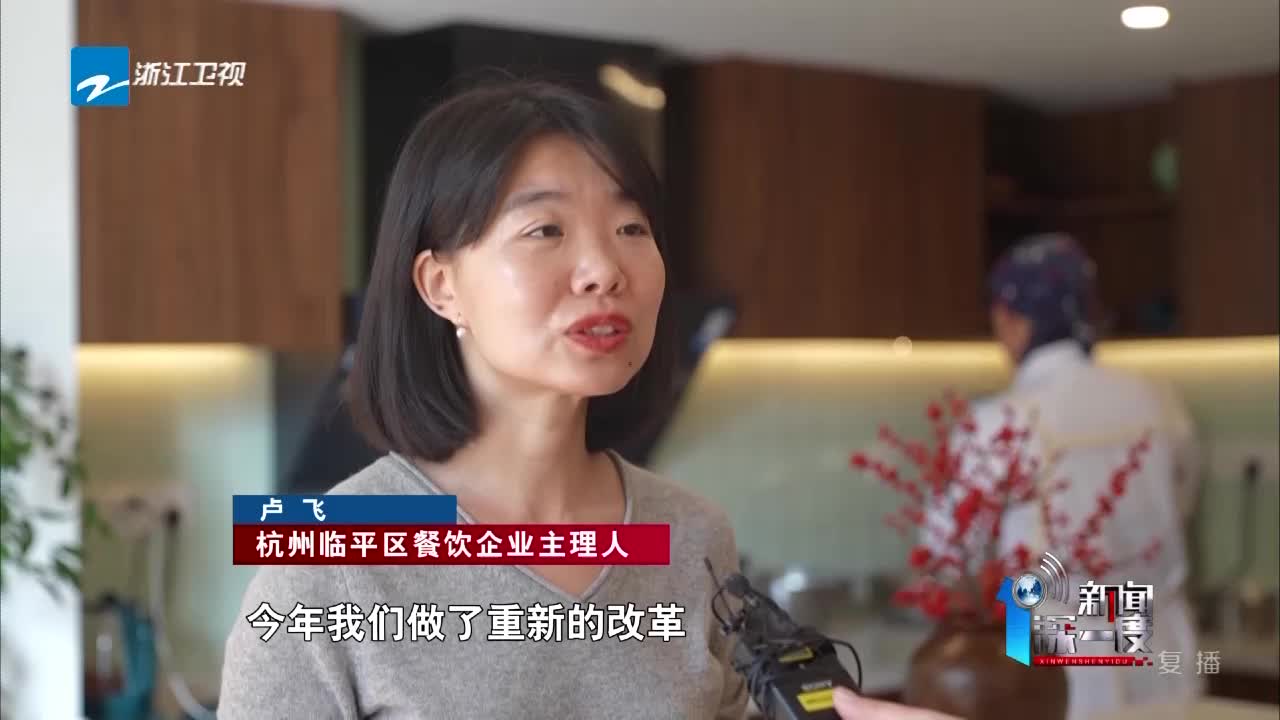 浙江卫视
卢 飞
杭州临平区餐饮企业主理人
今年我们做了重新的改革
新闻
深一度
XINWENSHENYIDU
复播
SONY